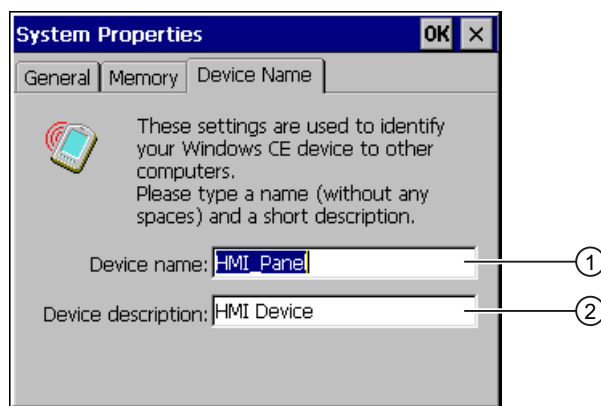 System Properties OK ×
General Memory Device Name
These settings are used to identify
your Windows CE device to other
computers.
Please type a name (without any
spaces) and a short description.
Device name: HMI_Panel 1
Device description: HMI Device 2